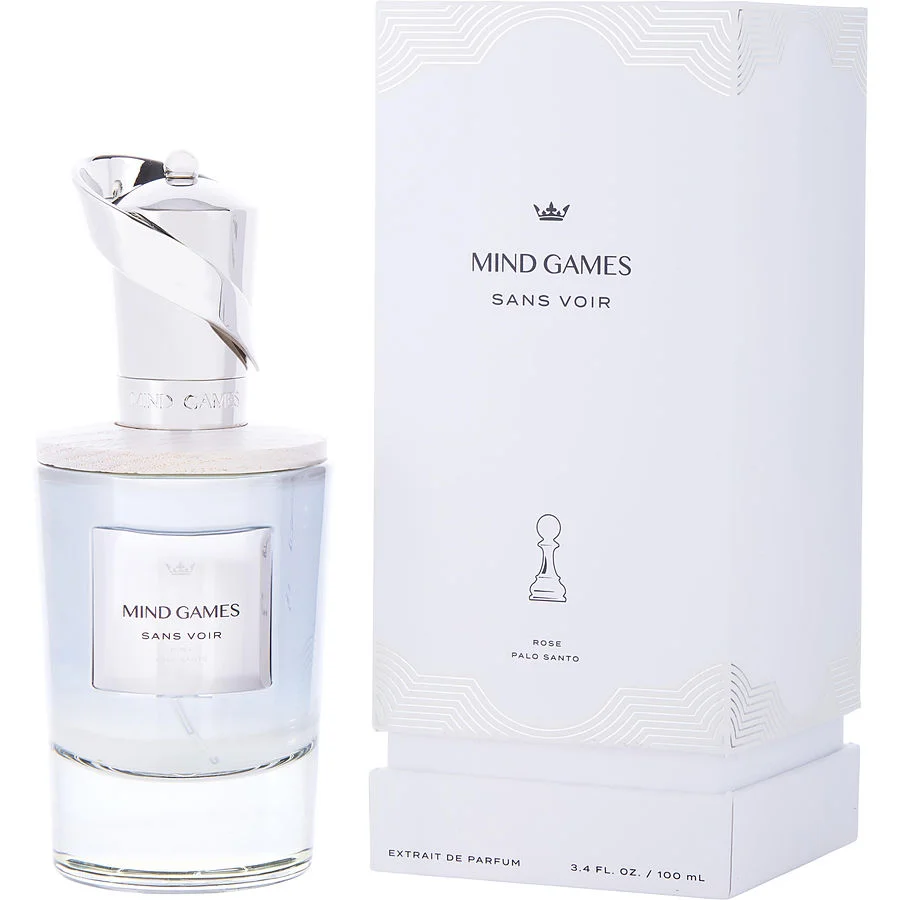 MIND GAMES
MIND GAMES
SANS VOIR
MIND GAMES
SANS VOIR
ROSE
PALO SANTO
EXTRAIT DE PARFUM
3.4 FL. OZ. / 100 mL